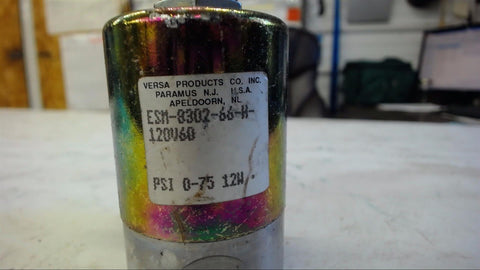 VERSA PRODUCTS CO. INC.
PARAMUS N.J. U.S.A.
APELDOORN, NL
ESM-8302-66-H-
120V60
PSI 0-75 12W